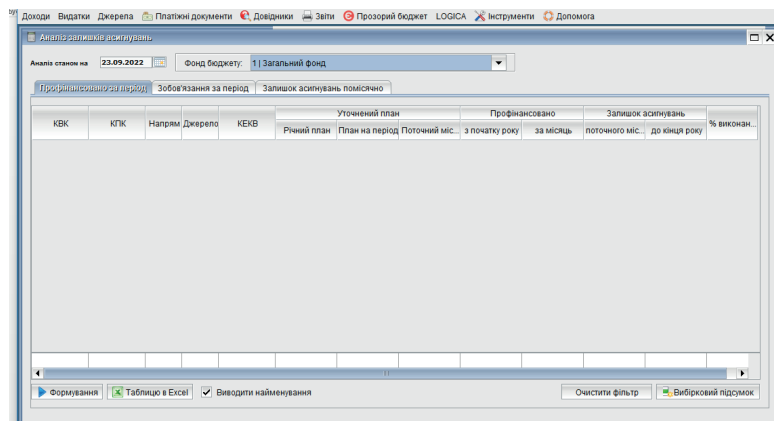 Доходи Видатки Джерела Платіжні документи Довідники Звіти Прозорий бюджет LOGICA Інструменти Допомога
Аналіз залишків асигнувань
Аналіз станом на 23.09.2022 Фонд бюджету: 1 | Загальний фонд
Профінансовано за період Зобов'язання за період Залишок асигнувань помісячно
КВК КПК Напрям Джерело КЕКВ Уточнений план Профінансовано Залишок асигнувань % виконан...
Річний план План на період Поточний міс... з початку року за місяць поточного міс... до кінця року
Формування Таблицю в Excel Виводити найменування Очистити фільтр Вибірковий підсумок